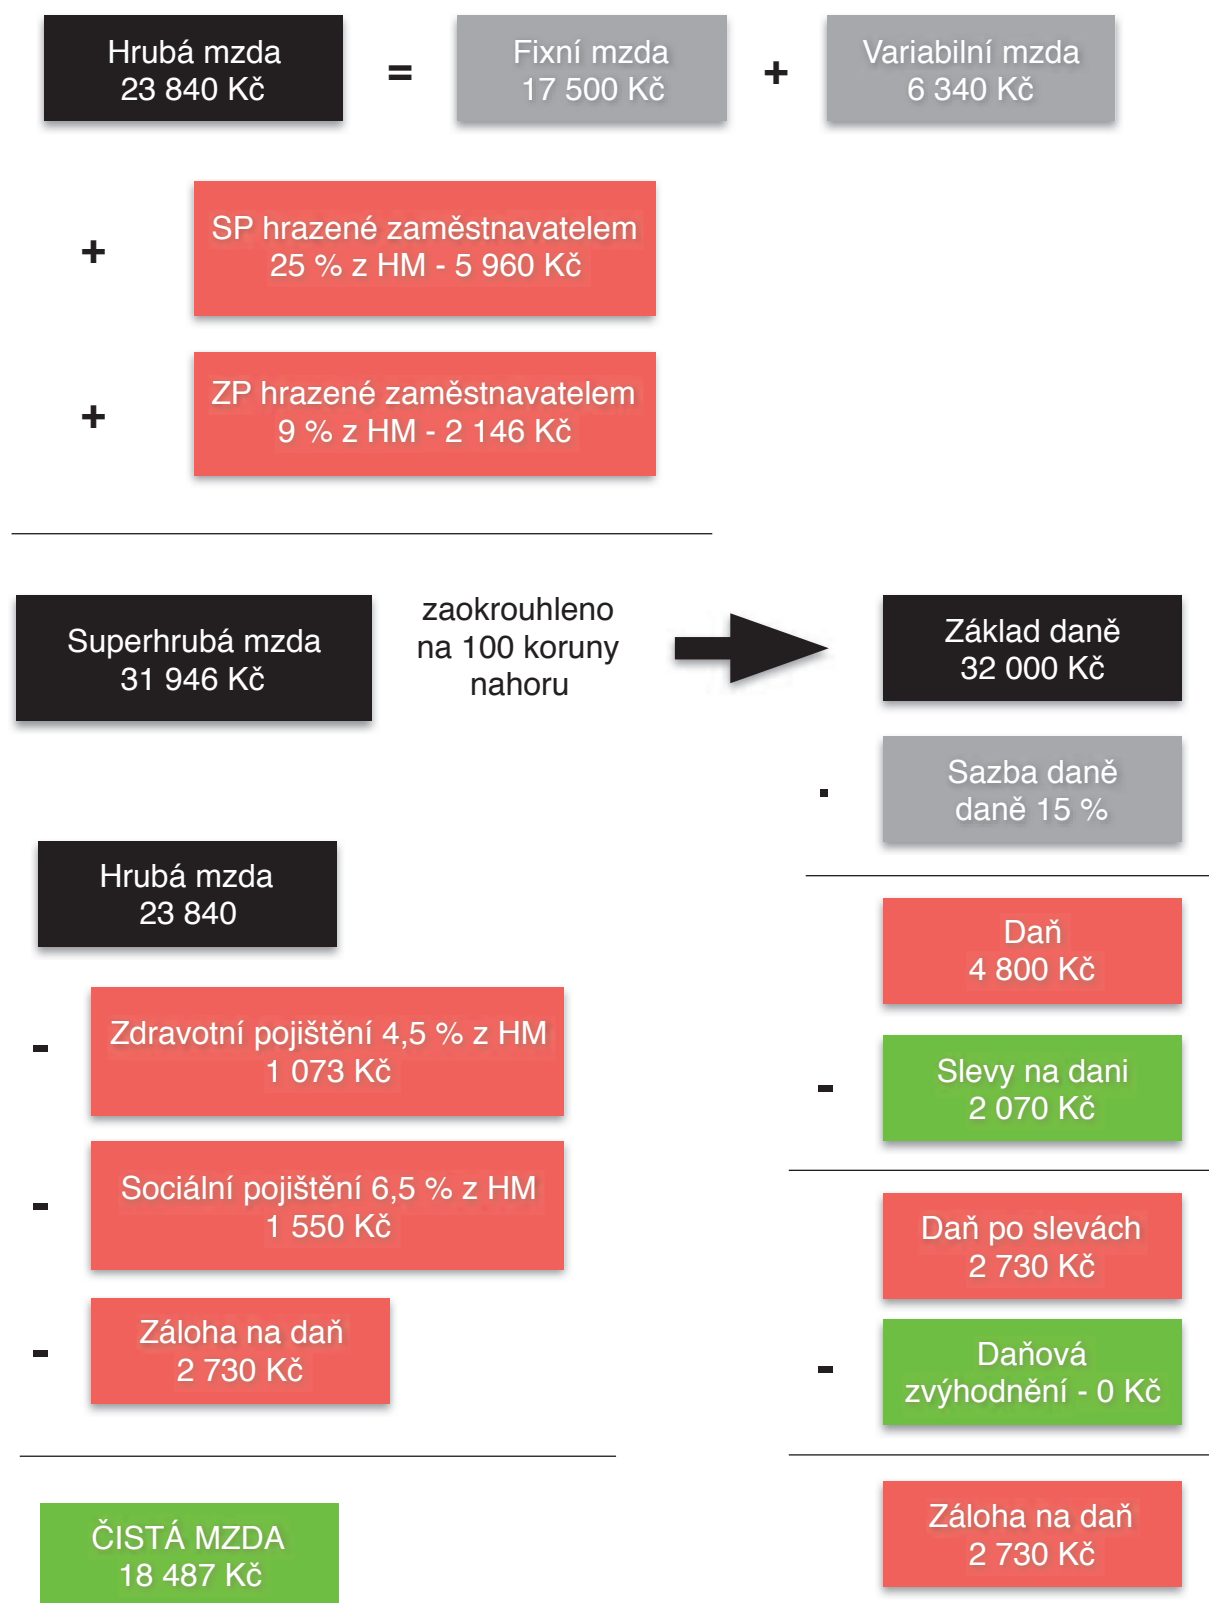 Hrubá mzda
23 840 Kč
=
Fixní mzda
17 500 Kč
+
Variabilní mzda
6 340 Kč
+
SP hrazené zaměstnavatelem
25 % z HM - 5 960 Kč
+
ZP hrazené zaměstnavatelem
9 % z HM - 2 146 Kč
Superhrubá mzda
31 946 Kč
zaokrouhleno
na 100 koruny
nahoru
Základ daně
32 000 Kč
·
Sazba daně
daně 15 %
Daň
4 800 Kč
-
Slevy na dani
2 070 Kč
Daň po slevách
2 730 Kč
-
Daňová
zvýhodnění - 0 Kč
Záloha na daň
2 730 Kč
Hrubá mzda
23 840
-
Zdravotní pojištění 4,5 % z HM
1 073 Kč
-
Sociální pojištění 6,5 % z HM
1 550 Kč
-
Záloha na daň
2 730 Kč
ČISTÁ MZDA
18 487 Kč